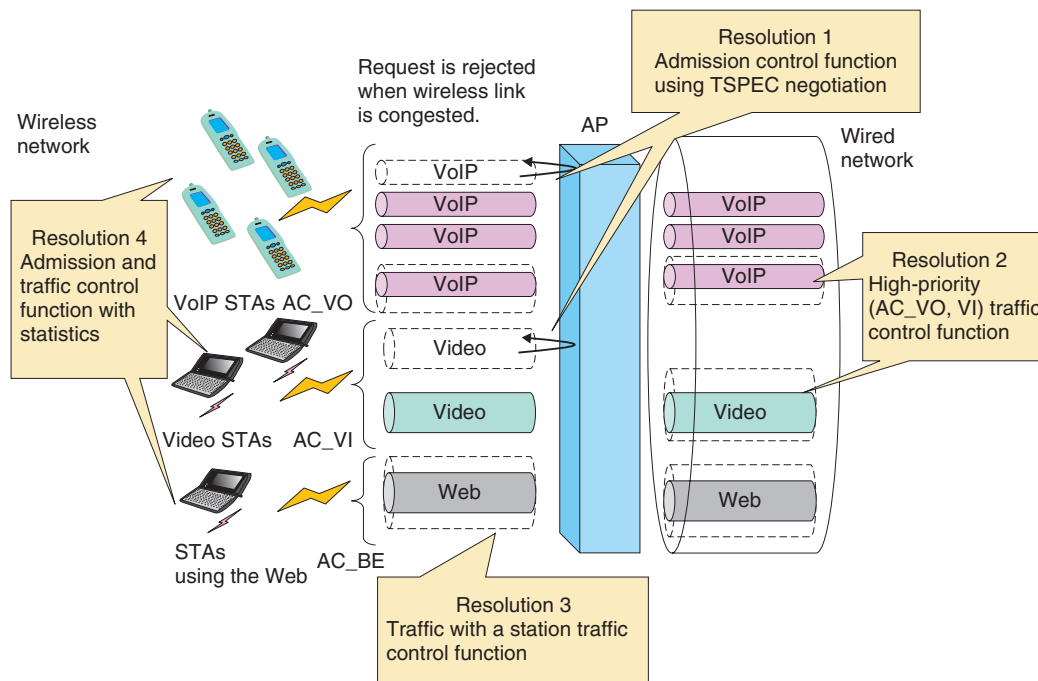 Resolution 1
Admission control function
using TSPEC negotiation
Request is rejected
when wireless link
is congested.
Wireless
network
AP
Wired
network
VoIP
VoIP
VoIP
VoIP
VoIP
VoIP
VoIP
Resolution 4
Admission and
traffic control
function with
statistics
Resolution 2
High-priority
(AC_VO, VI) traffic
control function
VoIP STAs AC_VO
Video
Video
Video
Video STAs AC_VI
Web
Web
STAs
using the Web
AC_BE
Resolution 3
Traffic with a station traffic
control function